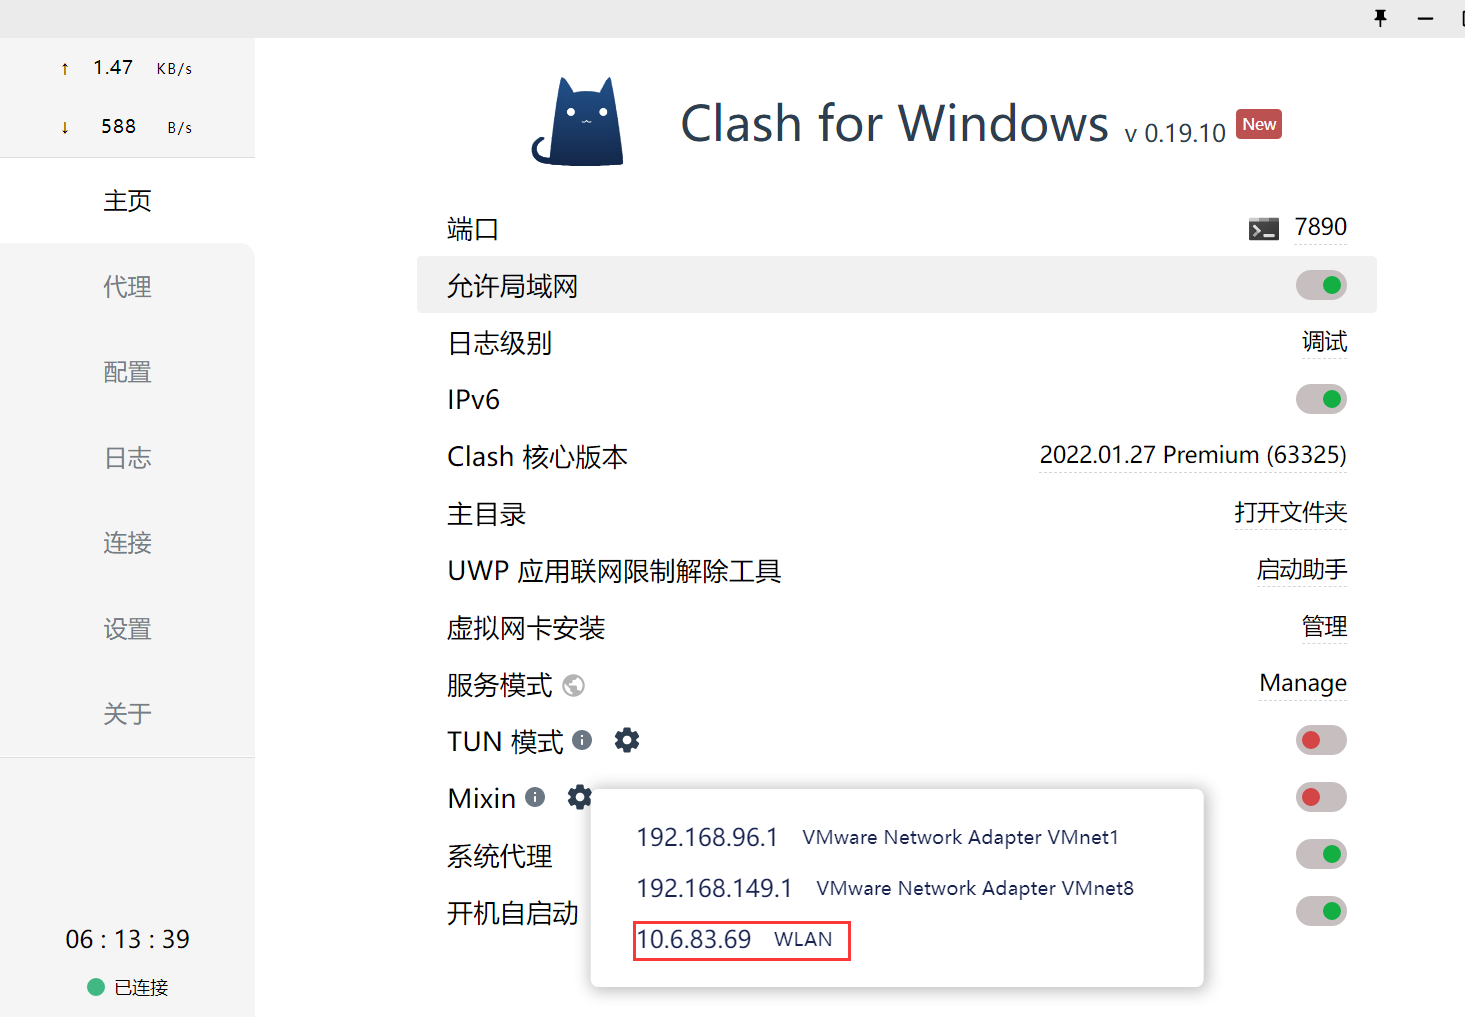 ↑ 1.47 KB/s
↓ 588 B/s
主页
代理
配置
日志
连接
设置
关于
06 : 13 : 39
已连接
Clash for Windows v 0.19.10 New
端口 7890
允许局域网
日志级别 调试
IPv6
Clash 核心版本 2022.01.27 Premium (63325)
主目录 打开文件夹
UWP 应用联网限制解除工具 启动助手
虚拟网卡安装 管理
服务模式 Manage
TUN 模式
Mixin
系统代理
开机自启动
192.168.96.1 VMware Network Adapter VMnet1
192.168.149.1 VMware Network Adapter VMnet8
10.6.83.69 WLAN